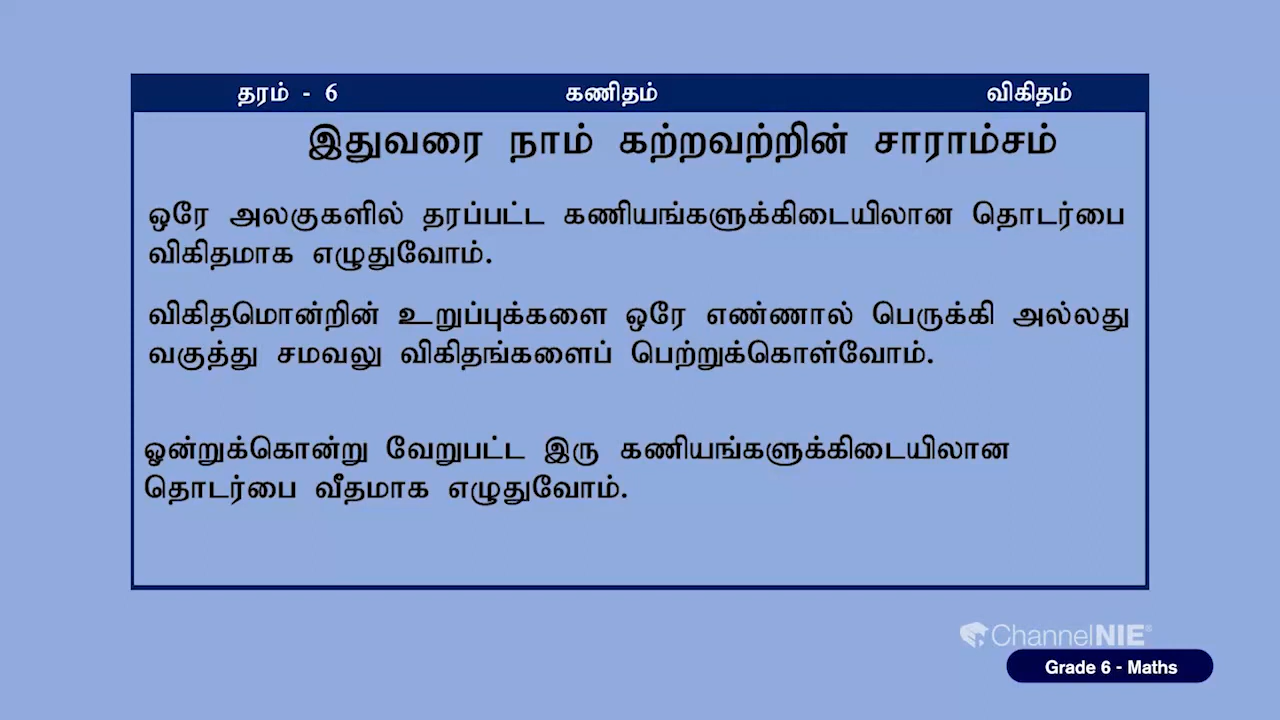 தரம் - 6 கணிதம் விகிதம்
இதுவரை நாம் கற்றவற்றின் சாராம்சம்
ஒரே அலகுகளில் தரப்பட்ட கணியங்களுக்கிடையிலான தொடர்பை
விகிதமாக எழுதுவோம்.
விகிதமொன்றின் உறுப்புக்களை ஒரே எண்ணால் பெருக்கி அல்லது
வகுத்து சமவலு விகிதங்களைப் பெற்றுக்கொள்வோம்.
ஓன்றுக்கொன்று வேறுபட்ட இரு கணியங்களுக்கிடையிலான
தொடர்பை வீதமாக எழுதுவோம்.
ChannelNIE®
Grade 6 - Maths